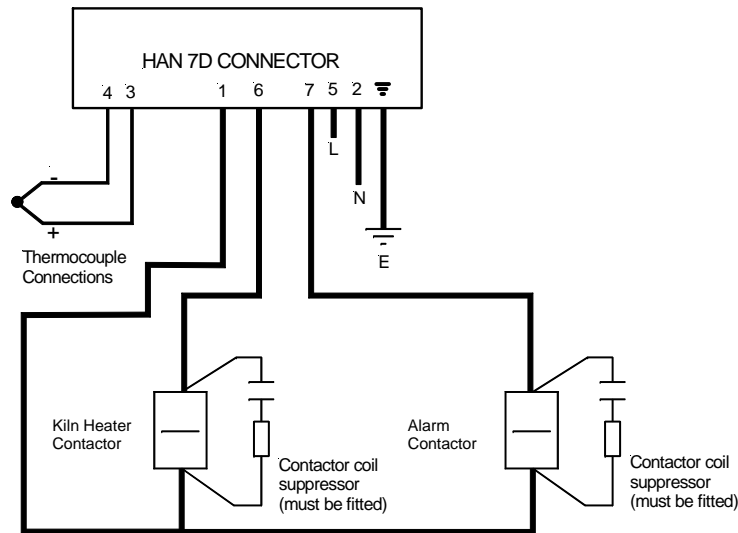 HAN 7D CONNECTOR
4 3 1 6 7 5 2
L
-
N
+
E
Thermocouple
Connections
Kiln Heater
Contactor
Alarm
Contactor
Contactor coil
suppressor
(must be fitted)
Contactor coil
suppressor
(must be fitted)